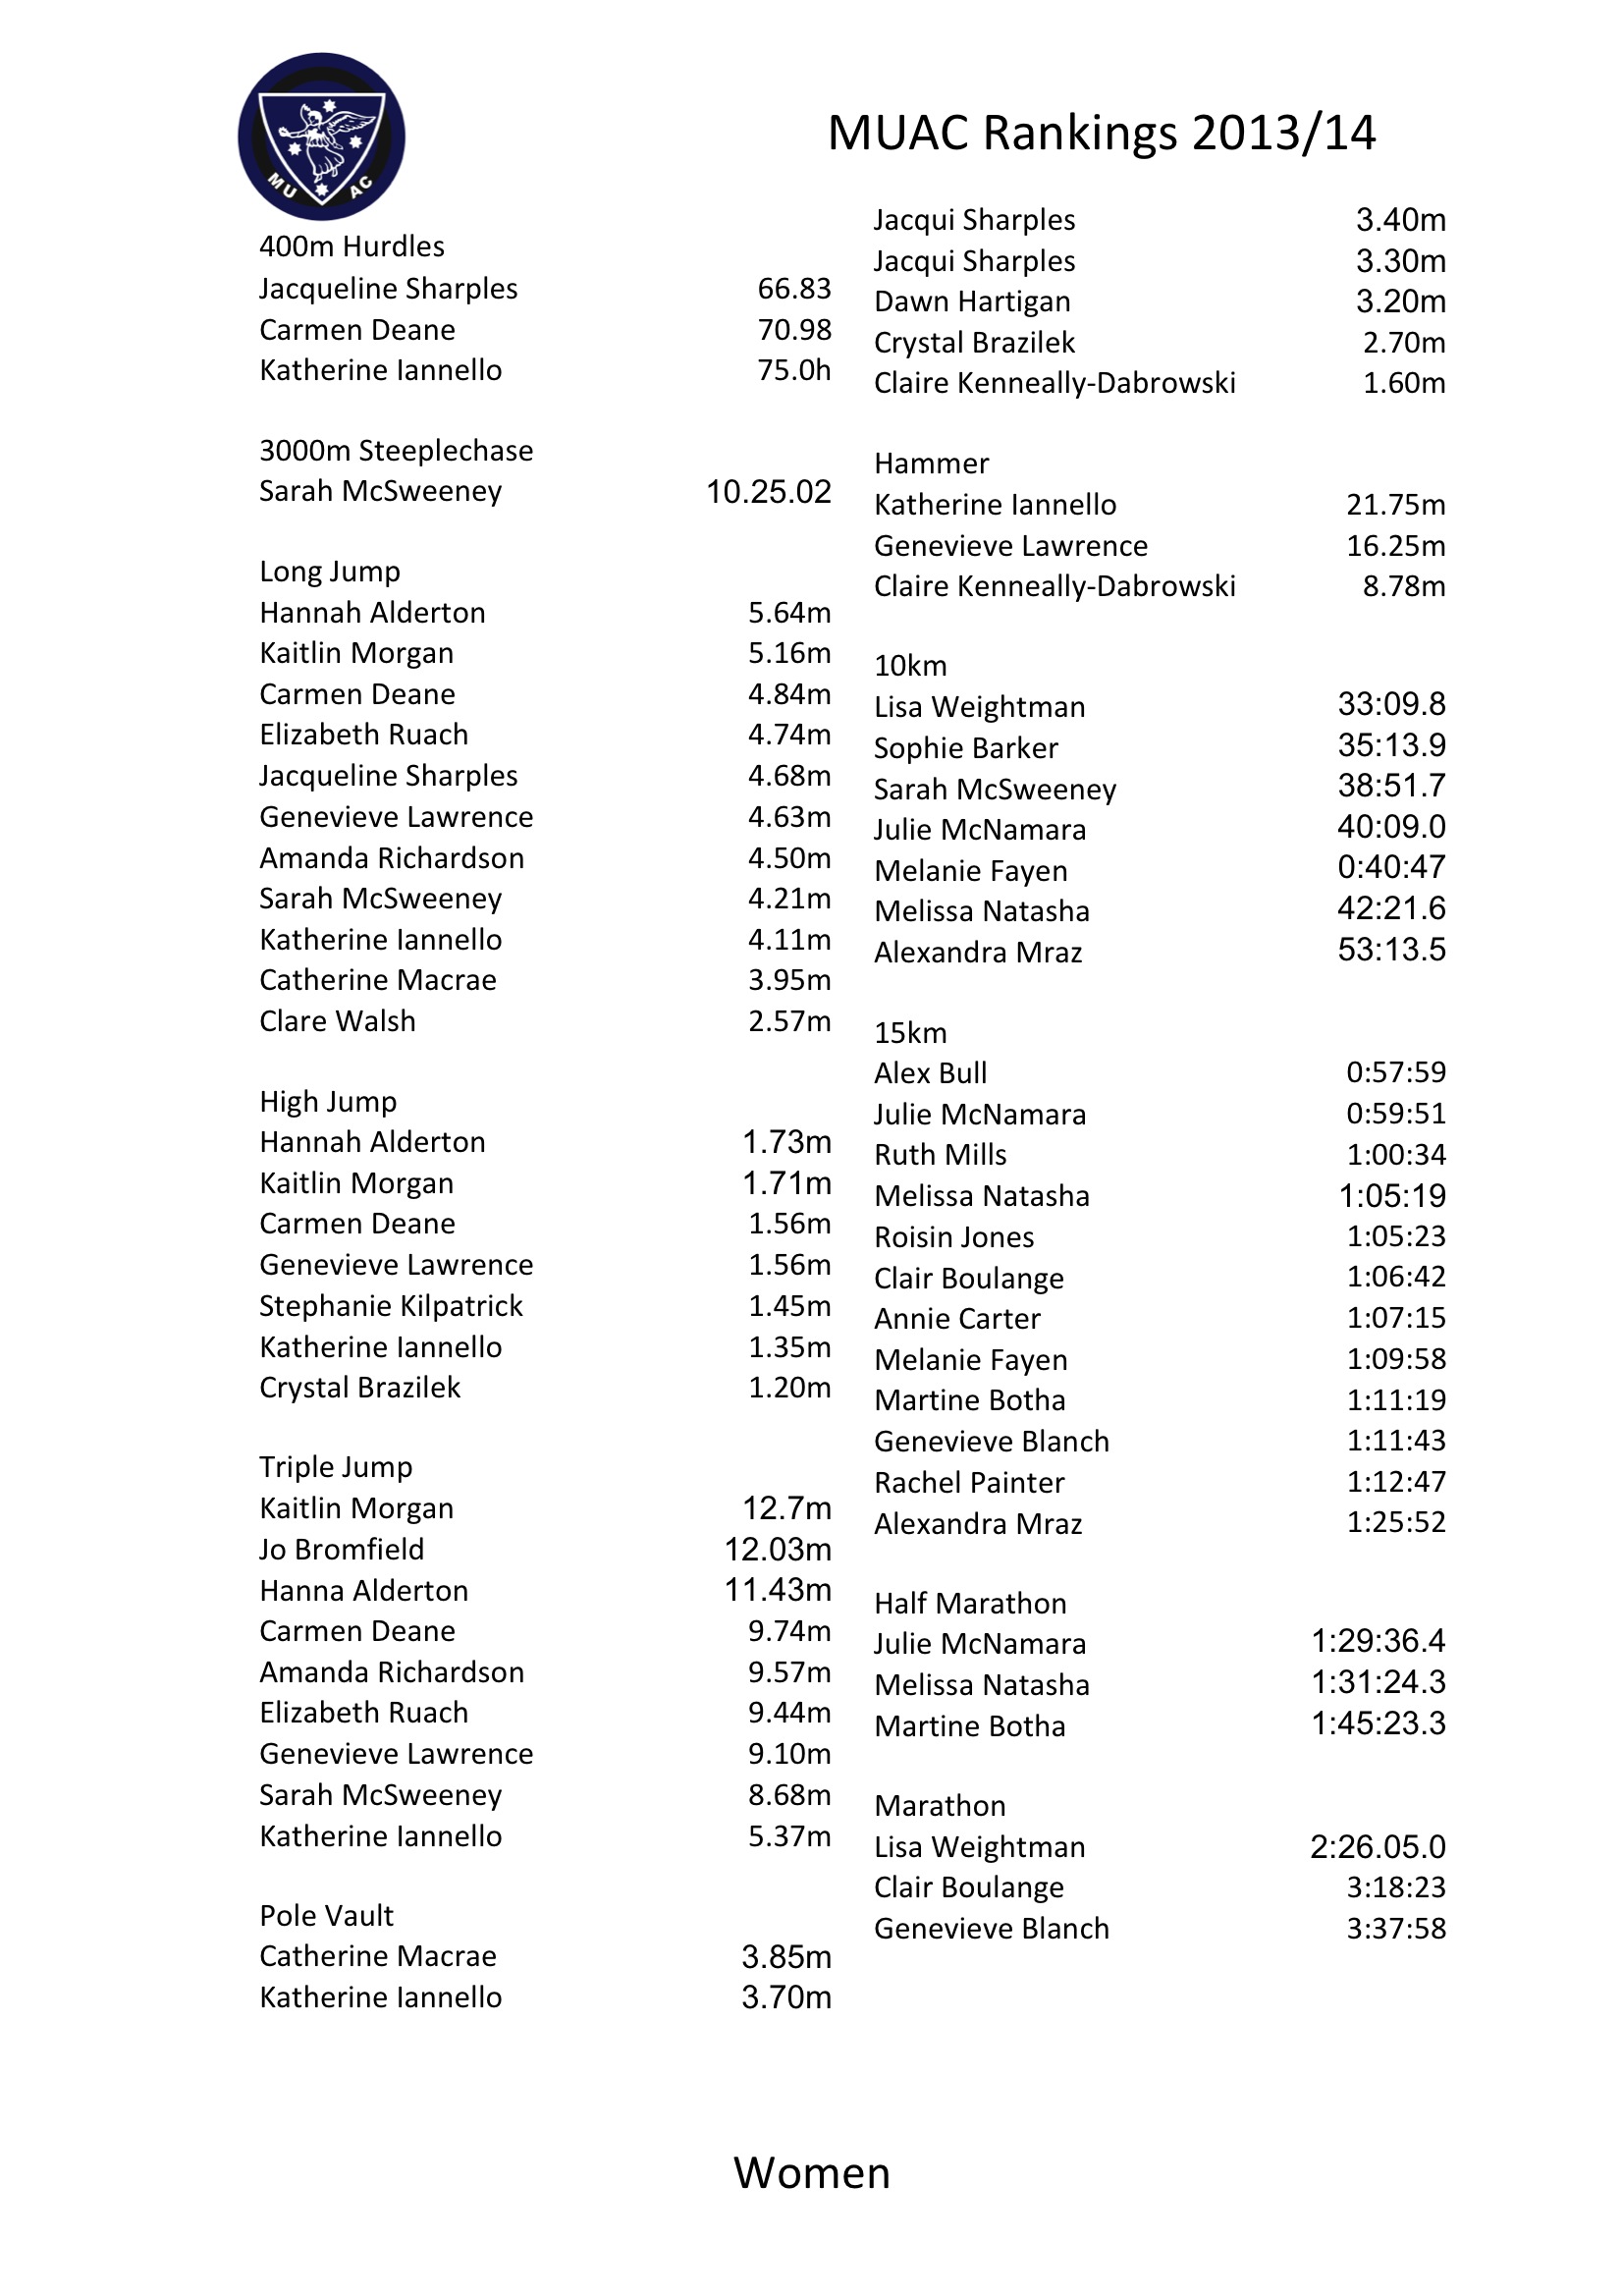 MU AC
MUAC Rankings 2013/14
400m Hurdles
Jacqueline Sharples 66.83
Carmen Deane 70.98
Katherine Iannello 75.0h
3000m Steeplechase
Sarah McSweeney 10.25.02
Long Jump
Hannah Alderton 5.64m
Kaitlin Morgan 5.16m
Carmen Deane 4.84m
Elizabeth Ruach 4.74m
Jacqueline Sharples 4.68m
Genevieve Lawrence 4.63m
Amanda Richardson 4.50m
Sarah McSweeney 4.21m
Katherine Iannello 4.11m
Catherine Macrae 3.95m
Clare Walsh 2.57m
High Jump
Hannah Alderton 1.73m
Kaitlin Morgan 1.71m
Carmen Deane 1.56m
Genevieve Lawrence 1.56m
Stephanie Kilpatrick 1.45m
Katherine Iannello 1.35m
Crystal Brazilek 1.20m
Triple Jump
Kaitlin Morgan 12.7m
Jo Bromfield 12.03m
Hanna Alderton 11.43m
Carmen Deane 9.74m
Amanda Richardson 9.57m
Elizabeth Ruach 9.44m
Genevieve Lawrence 9.10m
Sarah McSweeney 8.68m
Katherine Iannello 5.37m
Pole Vault
Catherine Macrae 3.85m
Katherine Iannello 3.70m
Jacqui Sharples 3.40m
Jacqui Sharples 3.30m
Dawn Hartigan 3.20m
Crystal Brazilek 2.70m
Claire Kenneally-Dabrowski 1.60m
Hammer
Katherine Iannello 21.75m
Genevieve Lawrence 16.25m
Claire Kenneally-Dabrowski 8.78m
10km
Lisa Weightman 33:09.8
Sophie Barker 35:13.9
Sarah McSweeney 38:51.7
Julie McNamara 40:09.0
Melanie Fayen 0:40:47
Melissa Natasha 42:21.6
Alexandra Mraz 53:13.5
15km
Alex Bull 0:57:59
Julie McNamara 0:59:51
Ruth Mills 1:00:34
Melissa Natasha 1:05:19
Roisin Jones 1:05:23
Clair Boulange 1:06:42
Annie Carter 1:07:15
Melanie Fayen 1:09:58
Martine Botha 1:11:19
Genevieve Blanch 1:11:43
Rachel Painter 1:12:47
Alexandra Mraz 1:25:52
Half Marathon
Julie McNamara 1:29:36.4
Melissa Natasha 1:31:24.3
Martine Botha 1:45:23.3
Marathon
Lisa Weightman 2:26.05.0
Clair Boulange 3:18:23
Genevieve Blanch 3:37:58
Women